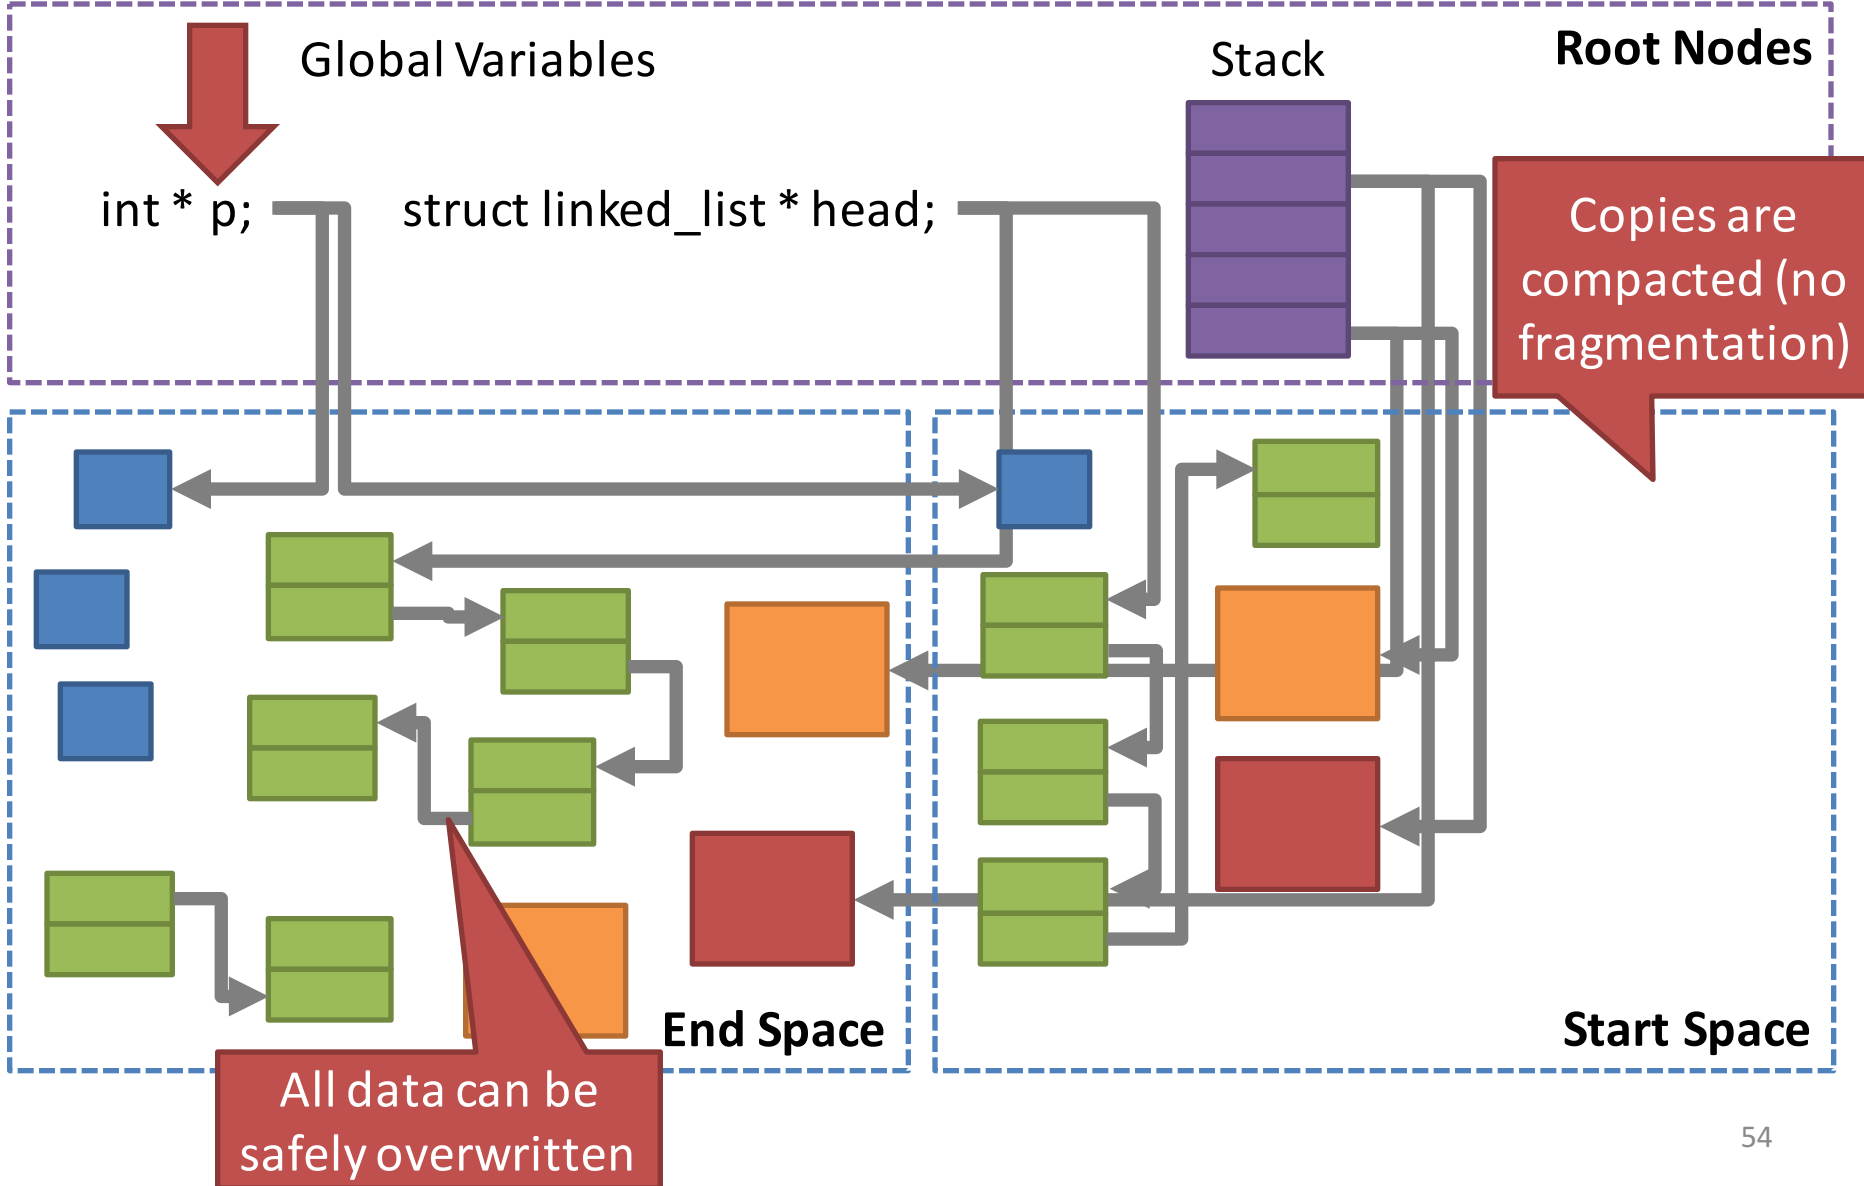 Global Variables
Stack
Root Nodes
int * p;
struct linked_list * head;
Copies are
compacted (no
fragmentation)
End Space
Start Space
All data can be
safely overwritten
54